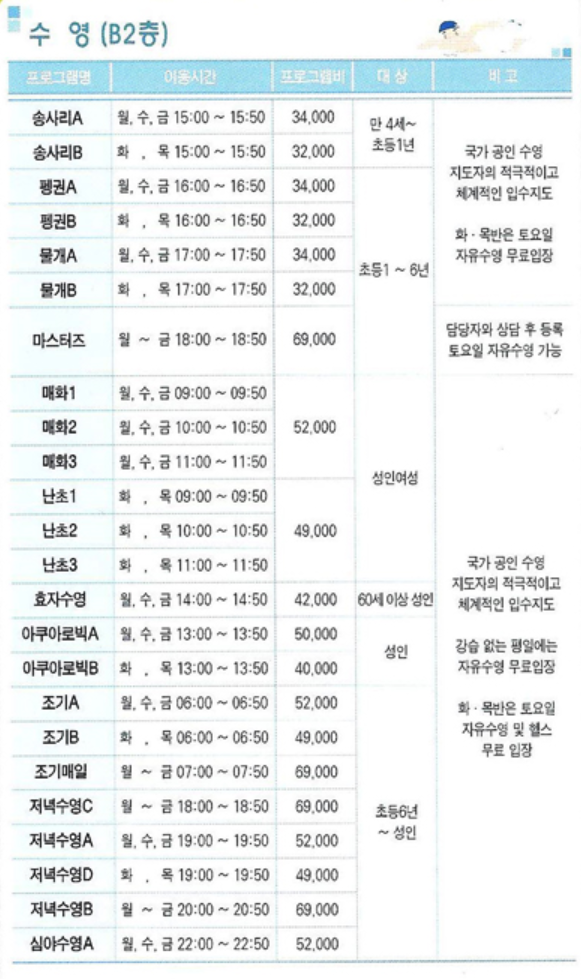 수 영 (B2층)
프로그램명 이용시간 프로그램비 대 상 비 고
송사리A 월, 수, 금 15:00 ~ 15:50 34,000
만 4세~
초등1년
송사리B 화 , 목 15:00 ~ 15:50 32,000
펭귄A 월, 수, 금 16:00 ~ 16:50 34,000
펭귄B 화 , 목 16:00 ~ 16:50 32,000
물개A 월, 수, 금 17:00 ~ 17:50 34,000
물개B 화 , 목 17:00 ~ 17:50 32,000
초등1 ~ 6년
국가 공인 수영
지도자의 적극적이고
체계적인 입수지도
화 · 목반은 토요일
자유수영 무료입장
마스터즈 월 ~ 금 18:00 ~ 18:50 69,000
담당자와 상담 후 등록
토요일 자유수영 가능
매화1 월, 수, 금 09:00 ~ 09:50
매화2 월, 수, 금 10:00 ~ 10:50 52,000
매화3 월, 수, 금 11:00 ~ 11:50
성인여성
난초1 화 , 목 09:00 ~ 09:50
난초2 화 , 목 10:00 ~ 10:50 49,000
난초3 화 , 목 11:00 ~ 11:50
효자수영 월, 수, 금 14:00 ~ 14:50 42,000 60세 이상 성인
아쿠아로빅A 월, 수, 금 13:00 ~ 13:50 50,000
성인
아쿠아로빅B 화 , 목 13:00 ~ 13:50 40,000
국가 공인 수영
지도자의 적극적이고
체계적인 입수지도
강습 없는 평일에는
자유수영 무료입장
화 · 목반은 토요일
자유수영 및 헬스
무료 입장
조기A 월, 수, 금 06:00 ~ 06:50 52,000
조기B 화 , 목 06:00 ~ 06:50 49,000
조기매일 월 ~ 금 07:00 ~ 07:50 69,000
저녁수영C 월 ~ 금 18:00 ~ 18:50 69,000
초등6년
~ 성인
저녁수영A 월, 수, 금 19:00 ~ 19:50 52,000
저녁수영D 화 , 목 19:00 ~ 19:50 49,000
저녁수영B 월 ~ 금 20:00 ~ 20:50 69,000
심야수영A 월, 수, 금 22:00 ~ 22:50 52,000